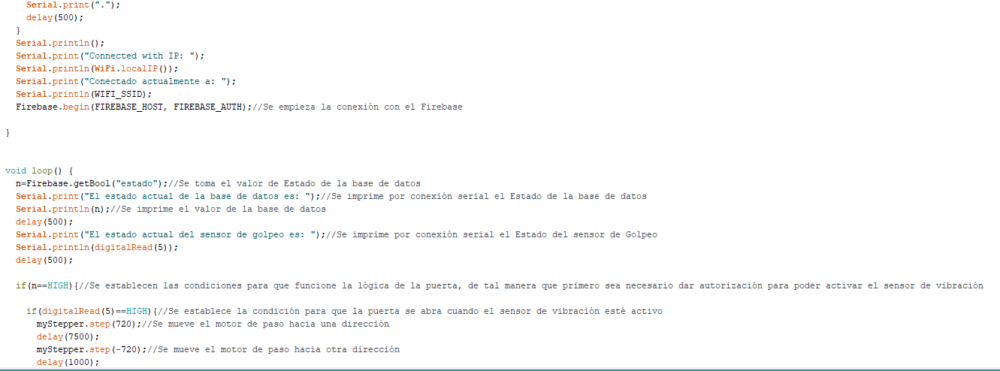 Serial.print(".");
    delay(500);
  }
  Serial.println();
  Serial.print("Connected with IP: ");
  Serial.println(WiFi.localIP());
  Serial.print("Conectado actualmente a: ");
  Serial.println(WIFI_SSID);
  Firebase.begin(FIREBASE_HOST, FIREBASE_AUTH);//Se empieza la conexión con el Firebase
}
void loop() {
  n=Firebase.getBool("estado");//Se toma el valor de Estado de la base de datos
  Serial.print("El estado actual de la base de datos es: ");//Se imprime por conexión serial el Estado de la base de datos
  Serial.println(n);//Se imprime el valor de la base de datos
  delay(500);
  Serial.print("El estado actual del sensor de golpeo es: ");//Se imprime por conexión serial el Estado del sensor de Golpeo
  Serial.println(digitalRead(5));
  delay(500);
  if(n==HIGH){//Se establecen las condiciones para que funcione la lógica de la puerta, de tal manera que primero sea necesario dar autorización para poder activar el sensor de vibración
    if(digitalRead(5)==HIGH){//Se establece la condición para que la puerta se abra cuando el sensor de vibración esté activo
      myStepper.step(720);//Se mueve el motor de paso hacia una dirección
      delay(7500);
      myStepper.step(-720);//Se mueve el motor de paso hacia otra dirección
      delay(1000);